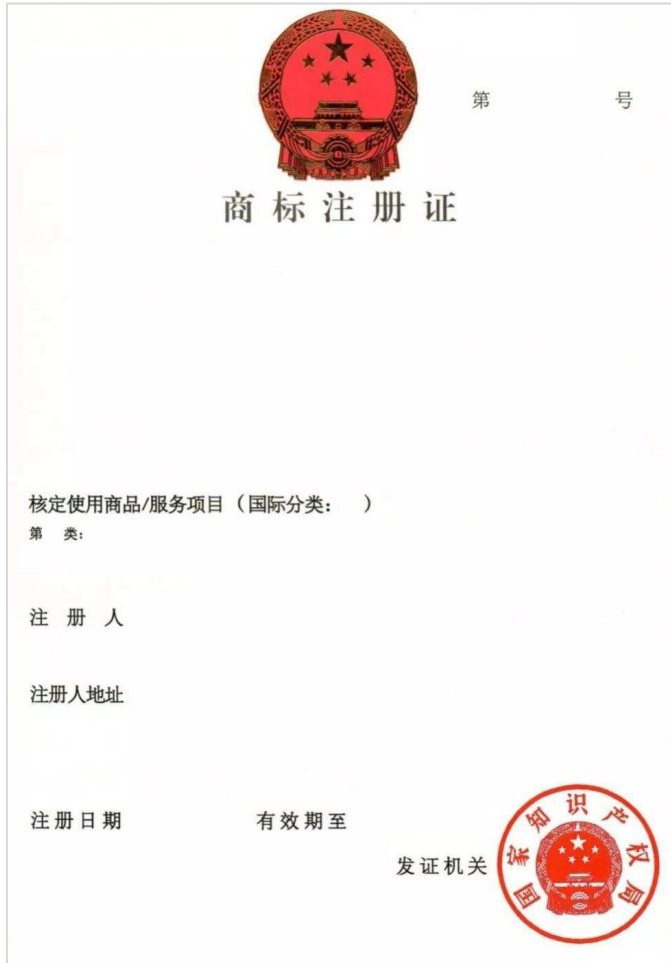 第 号
商标注册证
核定使用商品/服务项目（国际分类： ）
第 类：
注 册 人
注册人地址
注册日期 有效期至
发证机关
国家知识产权局